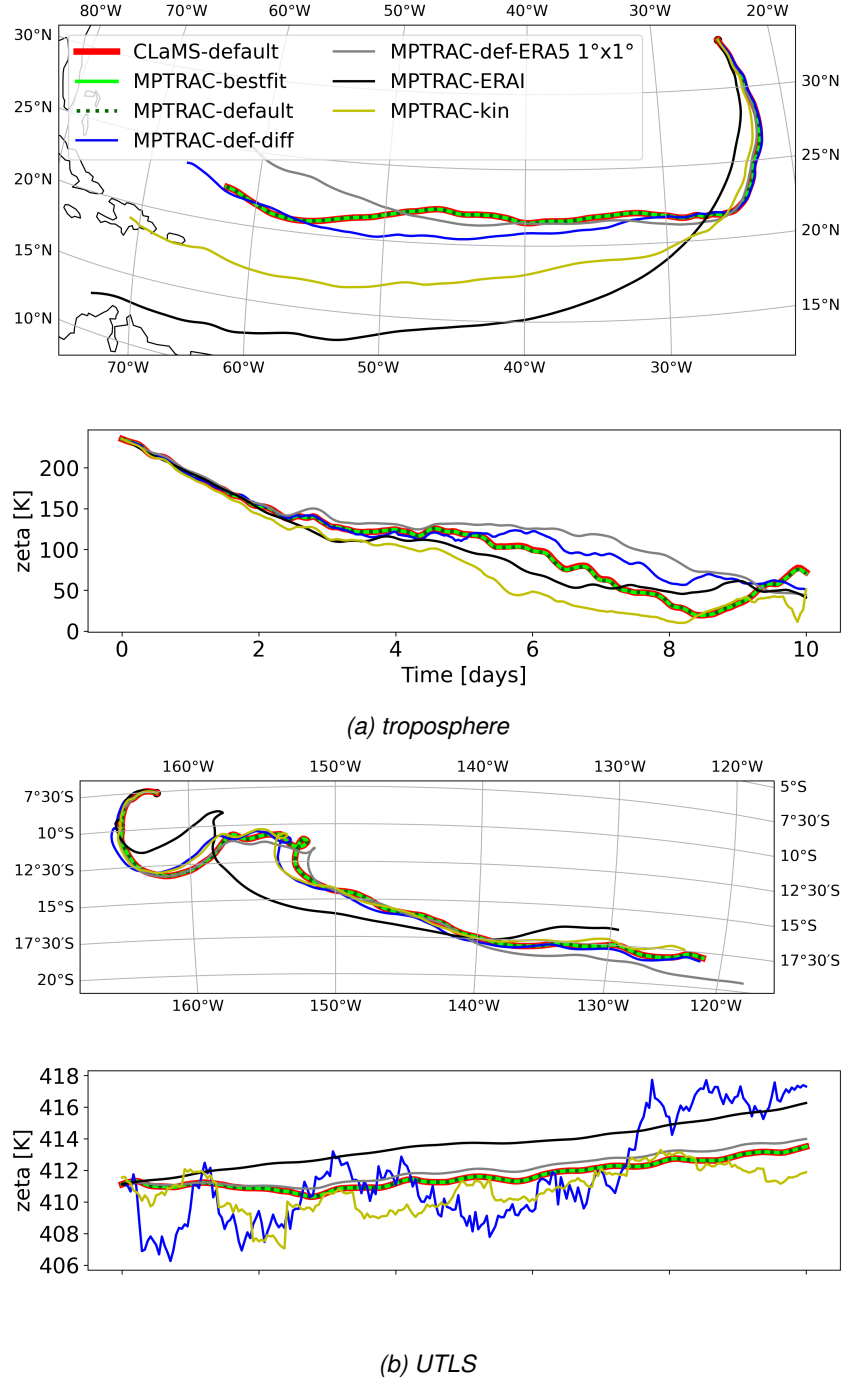 80°W 70°W 60°W 50°W 40°W 30°W 20°W
30°N
25°N
20°N
15°N
10°N
CLaMS-default
MPTRAC-bestfit
MPTRAC-default
MPTRAC-def-diff
MPTRAC-def-ERA5 1°x1°
MPTRAC-ERAI
MPTRAC-kin
30°N
25°N
20°N
15°N
70°W 60°W 50°W 40°W 30°W
zeta [K]
200
150
100
50
0
0 2 4 6 8 10
Time [days]
(a) troposphere
160°W 150°W 140°W 130°W 120°W
7°30′S
10°S
12°30′S
15°S
17°30′S
20°S
5°S
7°30′S
10°S
12°30′S
15°S
17°30′S
160°W 150°W 140°W 130°W 120°W
zeta [K]
418
416
414
412
410
408
406
(b) UTLS